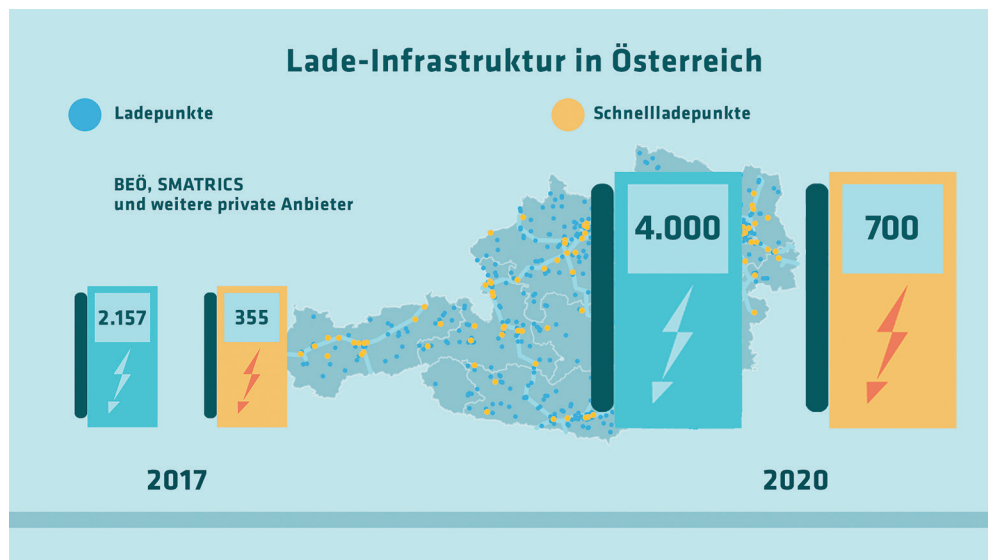 Lade-Infrastruktur in Österreich
Ladepunkte
Schnellladepunkte
BEÖ, SMATRICS
und weitere private Anbieter
4.000
700
2.157
355
2017
2020